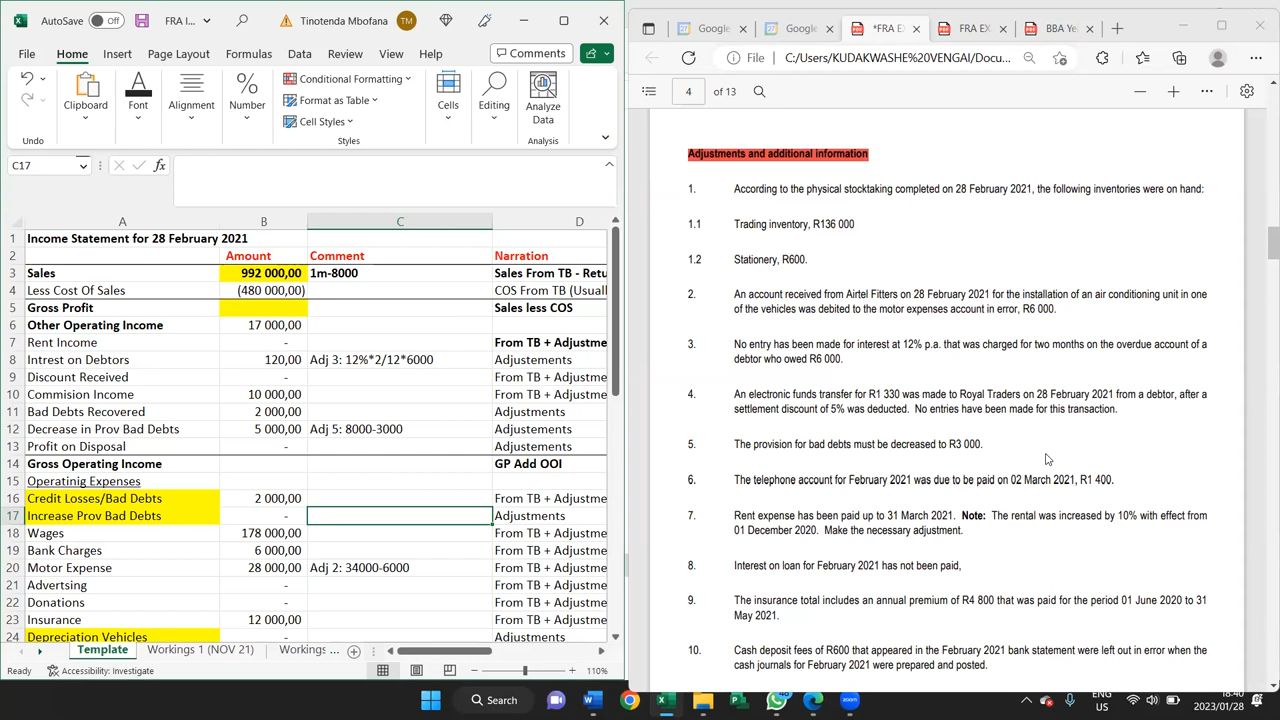 AutoSave Off FRA I... Tinotenda Mbofana TM
File Home Insert Page Layout Formulas Data Review View Help Comments
Undo Clipboard Font Alignment Number Conditional Formatting Format as Table Cell Styles Styles Cells Editing Analyze Data Analysis
C17 fx
A B C D
1 Income Statement for 28 February 2021
2 Amount Comment Narration
3 Sales 992 000,00 1m-8000 Sales From TB - Retu
4 Less Cost Of Sales (480 000,00) COS From TB (Usuall
5 Gross Profit Sales less COS
6 Other Operating Income 17 000,00
7 Rent Income - From TB + Adjustme
8 Intrest on Debtors 120,00 Adj 3: 12%*2/12*6000 Adjustements
9 Discount Received - From TB + Adjustme
10 Commision Income 10 000,00 From TB + Adjustme
11 Bad Debts Recovered 2 000,00 Adjustments
12 Decrease in Prov Bad Debts 5 000,00 Adj 5: 8000-3000 Adjustements
13 Profit on Disposal - Adjustements
14 Gross Operating Income GP Add OOI
15 Operatinig Expenses
16 Credit Losses/Bad Debts 2 000,00 From TB + Adjustme
17 Increase Prov Bad Debts - Adjustments
18 Wages 178 000,00 From TB + Adjustme
19 Bank Charges 6 000,00 From TB + Adjustme
20 Motor Expense 28 000,00 Adj 2: 34000-6000 From TB + Adjustme
21 Advertsing - From TB + Adjustme
22 Donations - From TB + Adjustme
23 Insurance 12 000,00 From TB + Adjustme
24 Depreciation Vehicles - Adjustments
Template Workings 1 (NOV 21) Workings ...
Ready Accessibility: Investigate 110%
Google Google *FRA EX FRA EX BBA Ye
File C:/Users/KUDAKWASHE%20VENGAI/Docu...
4 of 13
Adjustments and additional information
1. According to the physical stocktaking completed on 28 February 2021, the following inventories were on hand:
1.1 Trading inventory, R136 000
1.2 Stationery, R600.
2. An account received from Airtel Fitters on 28 February 2021 for the installation of an air conditioning unit in one
of the vehicles was debited to the motor expenses account in error, R6 000.
3. No entry has been made for interest at 12% p.a. that was charged for two months on the overdue account of a
debtor who owed R6 000.
4. An electronic funds transfer for R1 330 was made to Royal Traders on 28 February 2021 from a debtor, after a
settlement discount of 5% was deducted. No entries have been made for this transaction.
5. The provision for bad debts must be decreased to R3 000.
6. The telephone account for February 2021 was due to be paid on 02 March 2021, R1 400.
7. Rent expense has been paid up to 31 March 2021. Note: The rental was increased by 10% with effect from
01 December 2020. Make the necessary adjustment.
8. Interest on loan for February 2021 has not been paid,
9. The insurance total includes an annual premium of R4 800 that was paid for the period 01 June 2020 to 31
May 2021.
10. Cash deposit fees of R600 that appeared in the February 2021 bank statement were left out in error when the
cash journals for February 2021 were prepared and posted.
Search 48 ENG US 18:40 2023/01/28